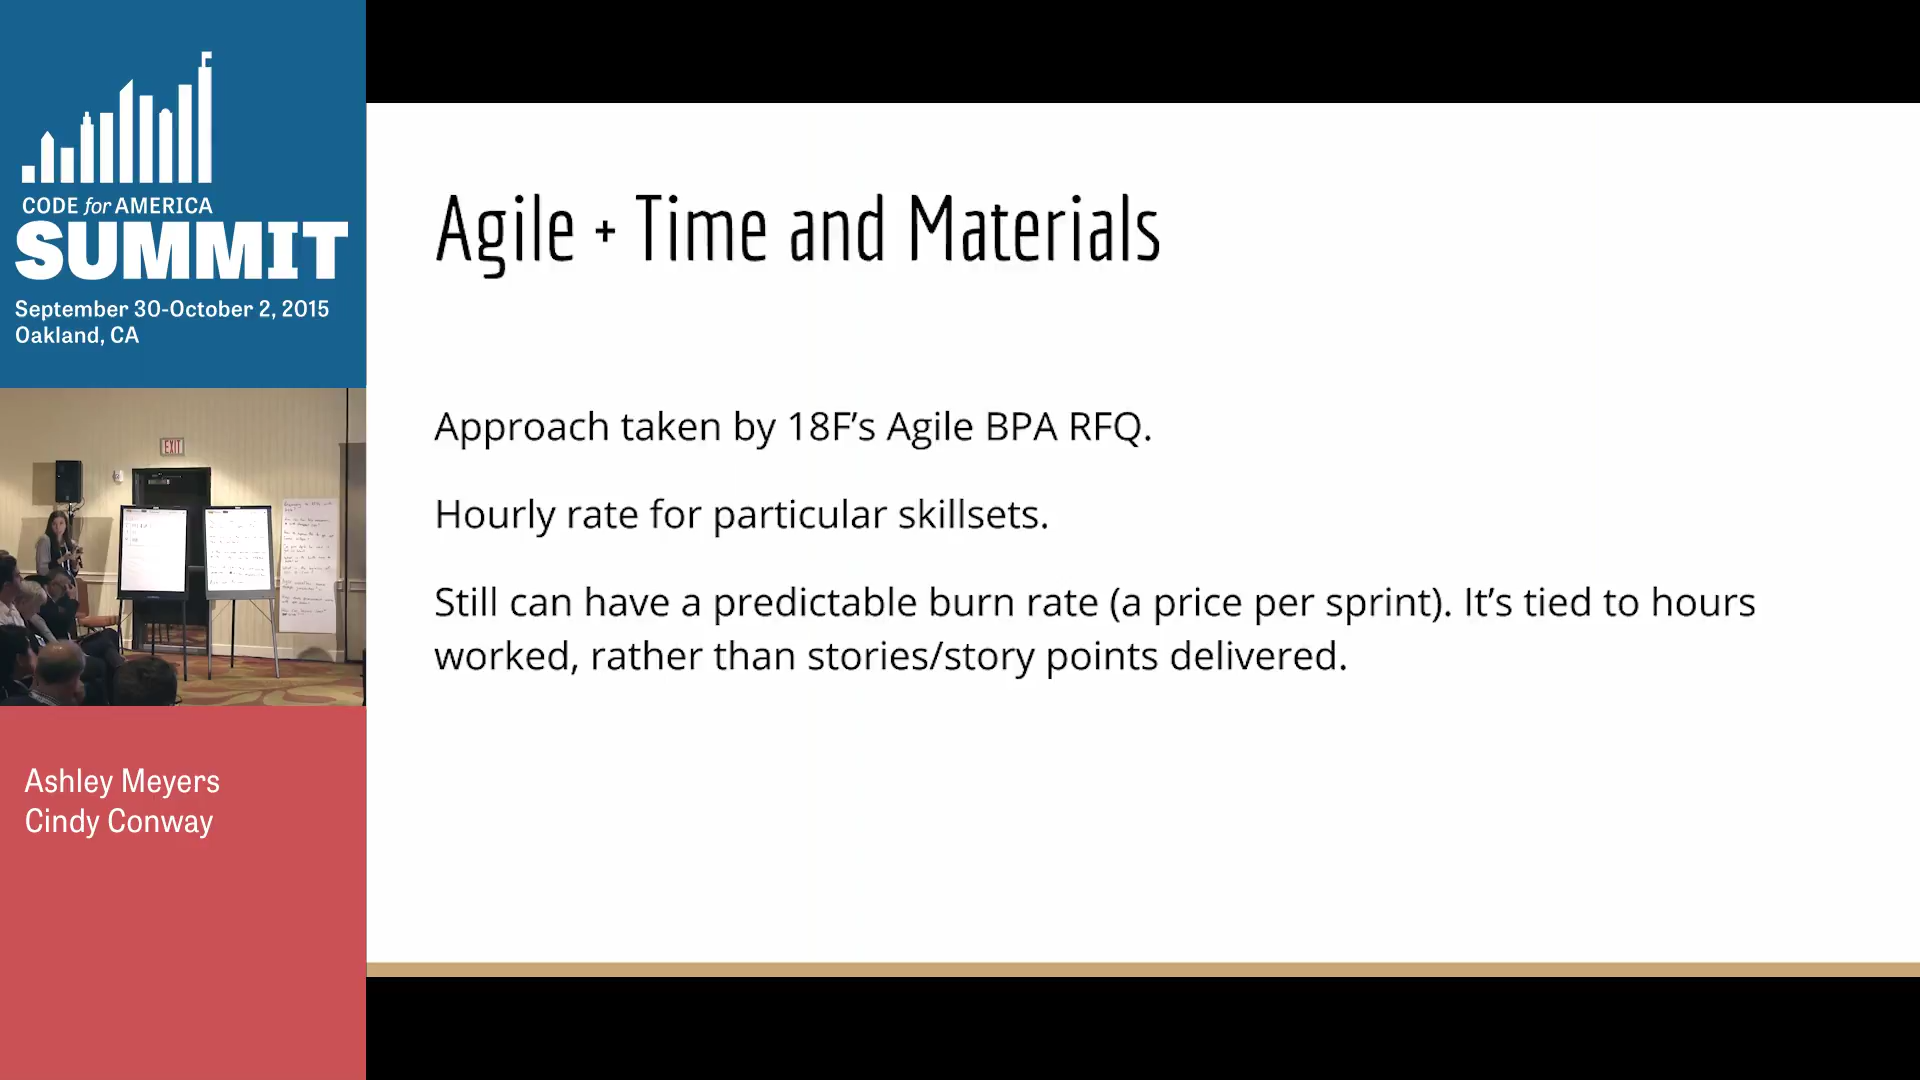 CODE for AMERICA
SUMMIT
September 30-October 2, 2015
Oakland, CA
EXIT
Ashley Meyers
Cindy Conway
Agile + Time and Materials
Approach taken by 18F’s Agile BPA RFQ.
Hourly rate for particular skillsets.
Still can have a predictable burn rate (a price per sprint). It’s tied to hours
worked, rather than stories/story points delivered.